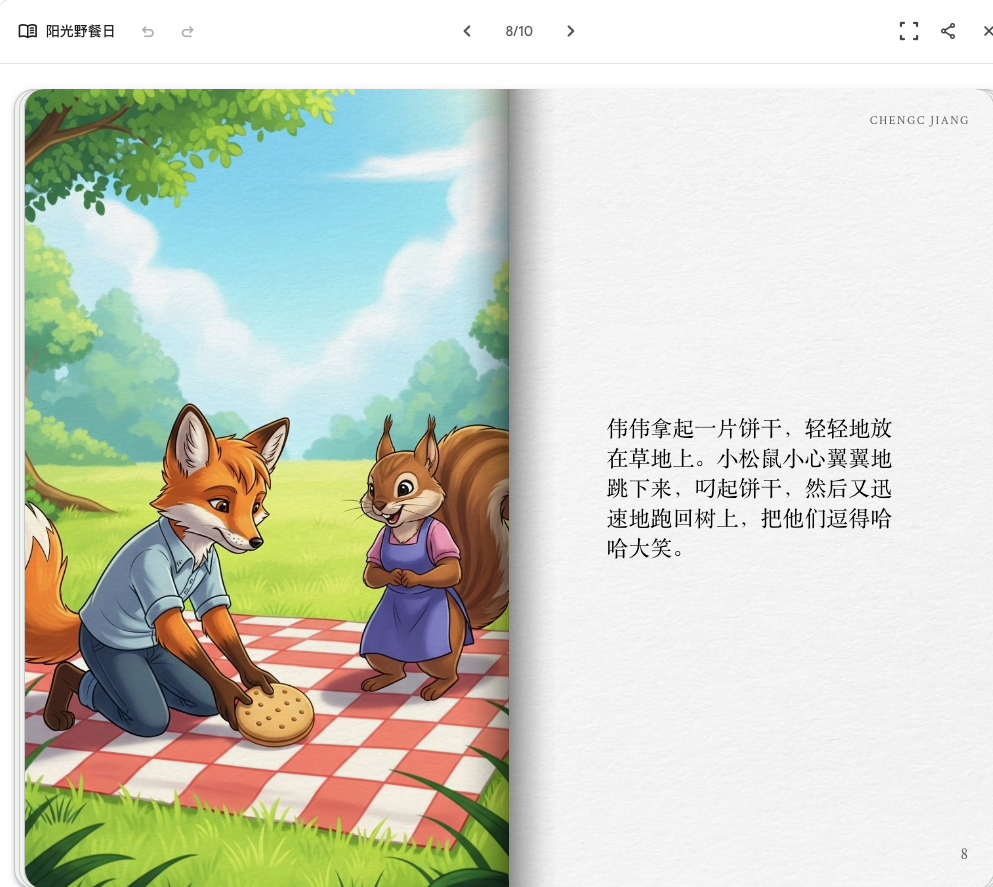 阳光野餐日
8/10
CHENGC JIANG
伟伟拿起一片饼干，轻轻地放
在草地上。小松鼠小心翼翼地
跳下来，叼起饼干，然后又迅
速地跑回树上，把他们逗得哈
哈大笑。
8